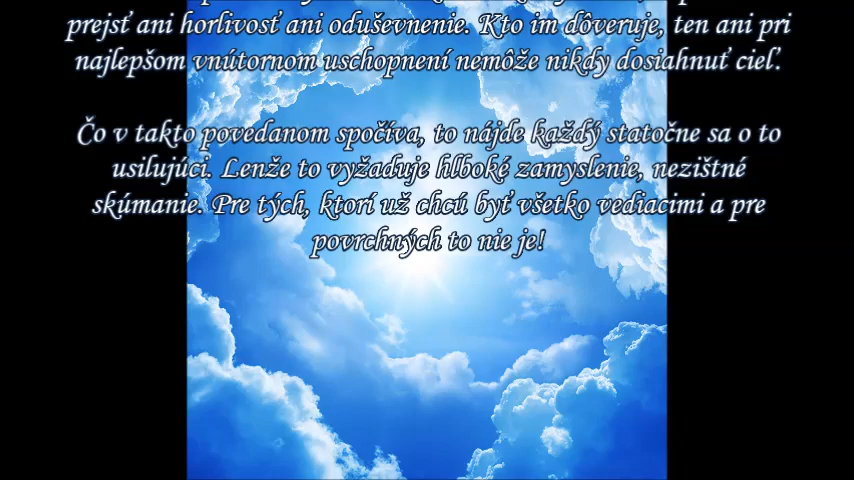 prejsť ani horlivosť ani oduševnenie. Kto im dôveruje, ten ani pri
najlepšom vnútornom uschopnení nemôže nikdy dosiahnuť cieľ.
Čo v takto povedanom spočíva, to nájde každý statočne sa o to
usilujúci. Lenže to vyžaduje hlboké zamyslenie, nezištné
skúmanie. Pre tých, ktorí už chcú byť všetko vediacimi a pre
povrchných to nie je!